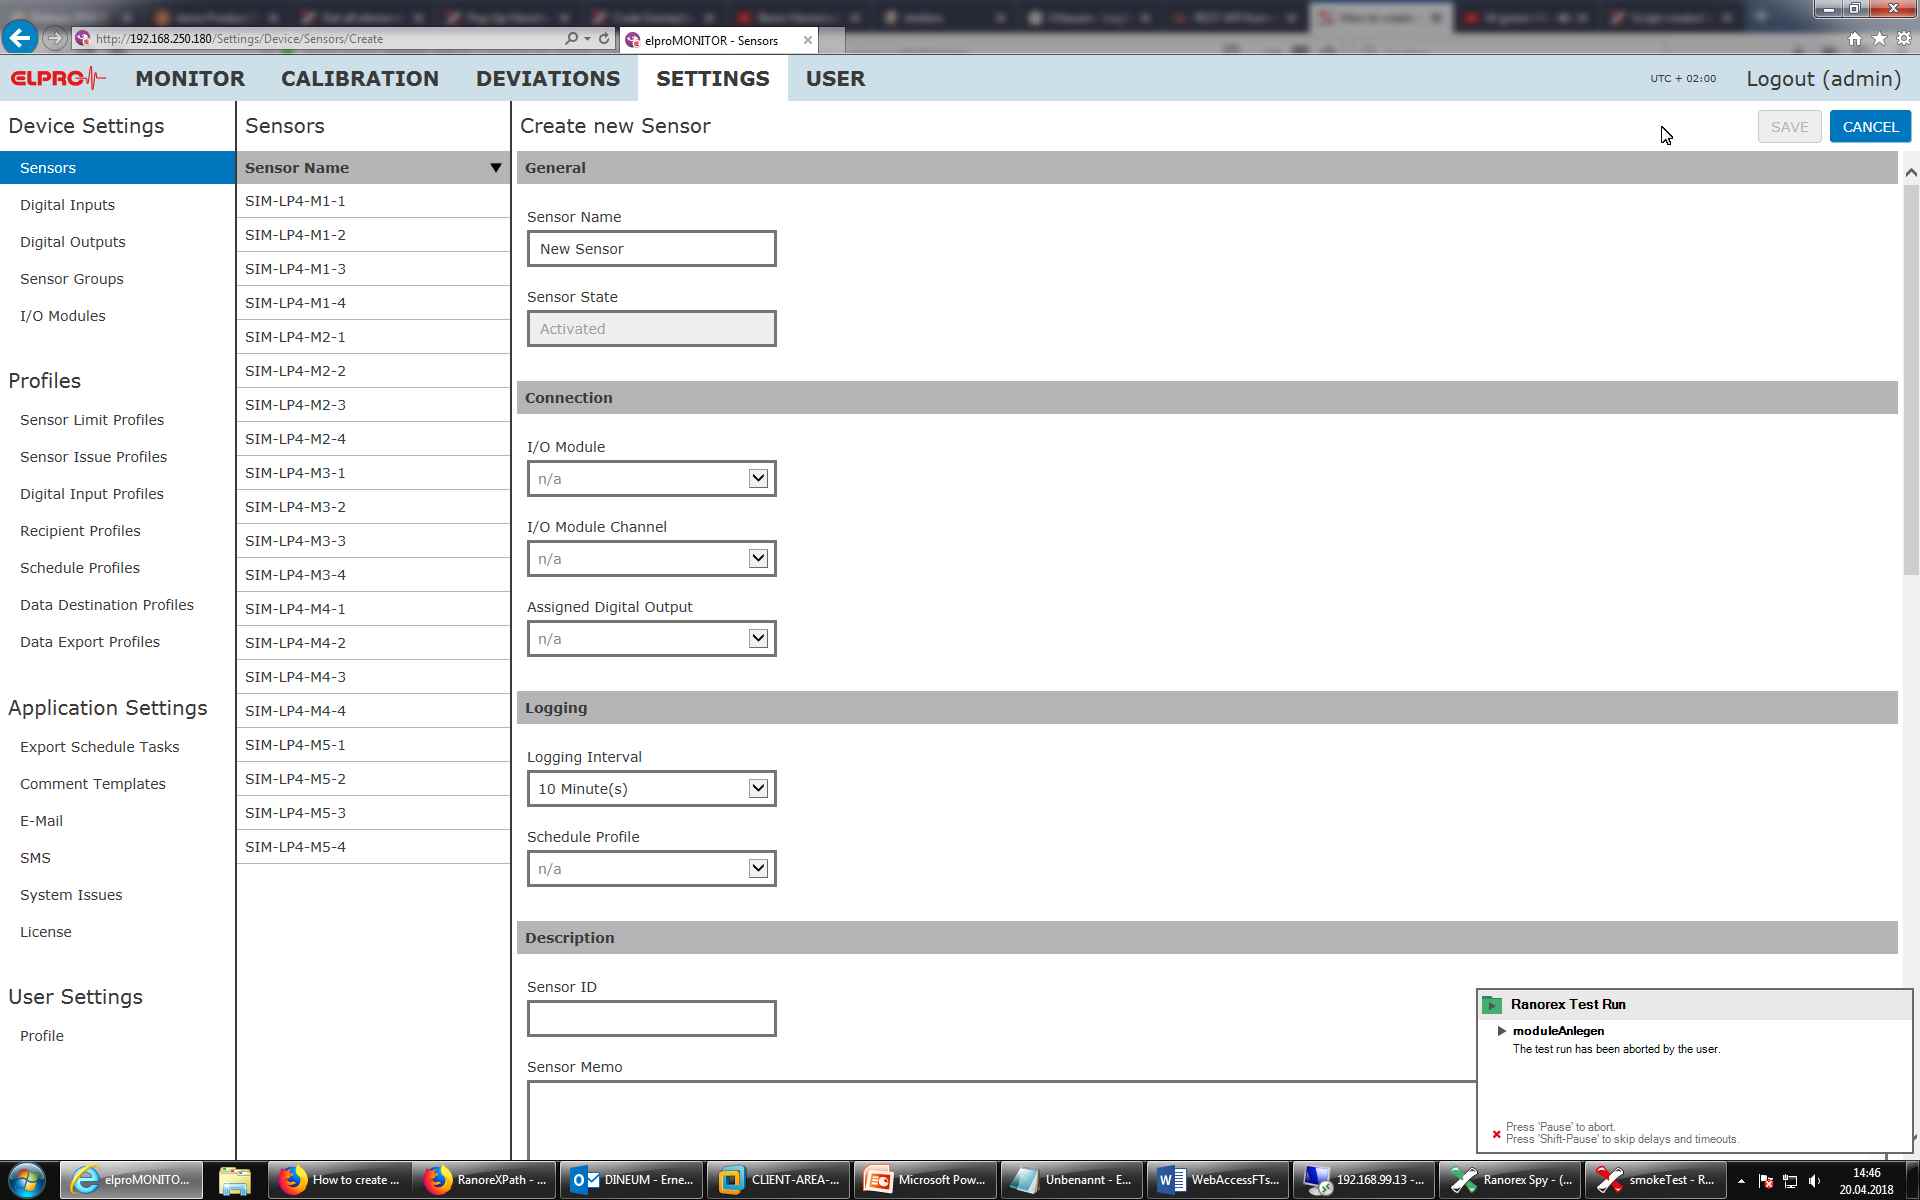 http://192.168.250.180/Settings/Device/Sensors/Create
elproMONITOR - Sensors
ELPRO
MONITOR
CALIBRATION
DEVIATIONS
SETTINGS
USER
UTC + 02:00
Logout (admin)
Device Settings
Sensors
Digital Inputs
Digital Outputs
Sensor Groups
I/O Modules
Profiles
Sensor Limit Profiles
Sensor Issue Profiles
Digital Input Profiles
Recipient Profiles
Schedule Profiles
Data Destination Profiles
Data Export Profiles
Application Settings
Export Schedule Tasks
Comment Templates
E-Mail
SMS
System Issues
License
User Settings
Profile
Sensors
Sensor Name
SIM-LP4-M1-1
SIM-LP4-M1-2
SIM-LP4-M1-3
SIM-LP4-M1-4
SIM-LP4-M2-1
SIM-LP4-M2-2
SIM-LP4-M2-3
SIM-LP4-M2-4
SIM-LP4-M3-1
SIM-LP4-M3-2
SIM-LP4-M3-3
SIM-LP4-M3-4
SIM-LP4-M4-1
SIM-LP4-M4-2
SIM-LP4-M4-3
SIM-LP4-M4-4
SIM-LP4-M5-1
SIM-LP4-M5-2
SIM-LP4-M5-3
SIM-LP4-M5-4
Create new Sensor
SAVE
CANCEL
General
Sensor Name
New Sensor
Sensor State
Activated
Connection
I/O Module
n/a
I/O Module Channel
n/a
Assigned Digital Output
n/a
Logging
Logging Interval
10 Minute(s)
Schedule Profile
n/a
Description
Sensor ID
Sensor Memo
Ranorex Test Run
moduleAnlegen
The test run has been aborted by the user.
Press 'Pause' to abort.
Press 'Shift-Pause' to skip delays and timeouts.
elproMONITO...
How to create ...
RanoreXPath - ...
DINEUM - Erne...
CLIENT-AREA-...
Microsoft Pow...
Unbenannt - E...
WebAccessFTs...
192.168.99.13 -...
Ranorex Spy - (...
smokeTest - R...
14:46
20.04.2018